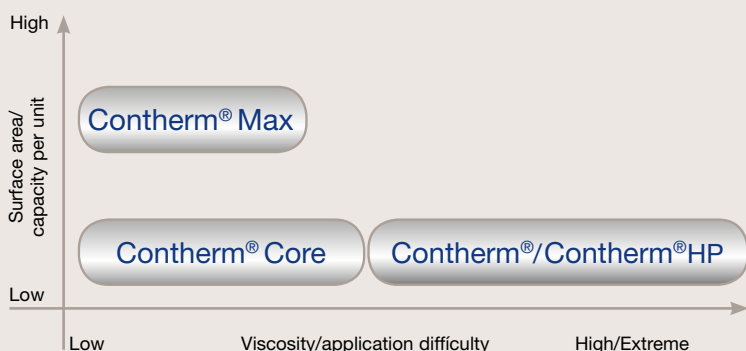 High
Surface area/
capacity per unit
Contherm® Max
Contherm® Core
Contherm®/Contherm®HP
Low
Low
Viscosity/application difficulty
High/Extreme